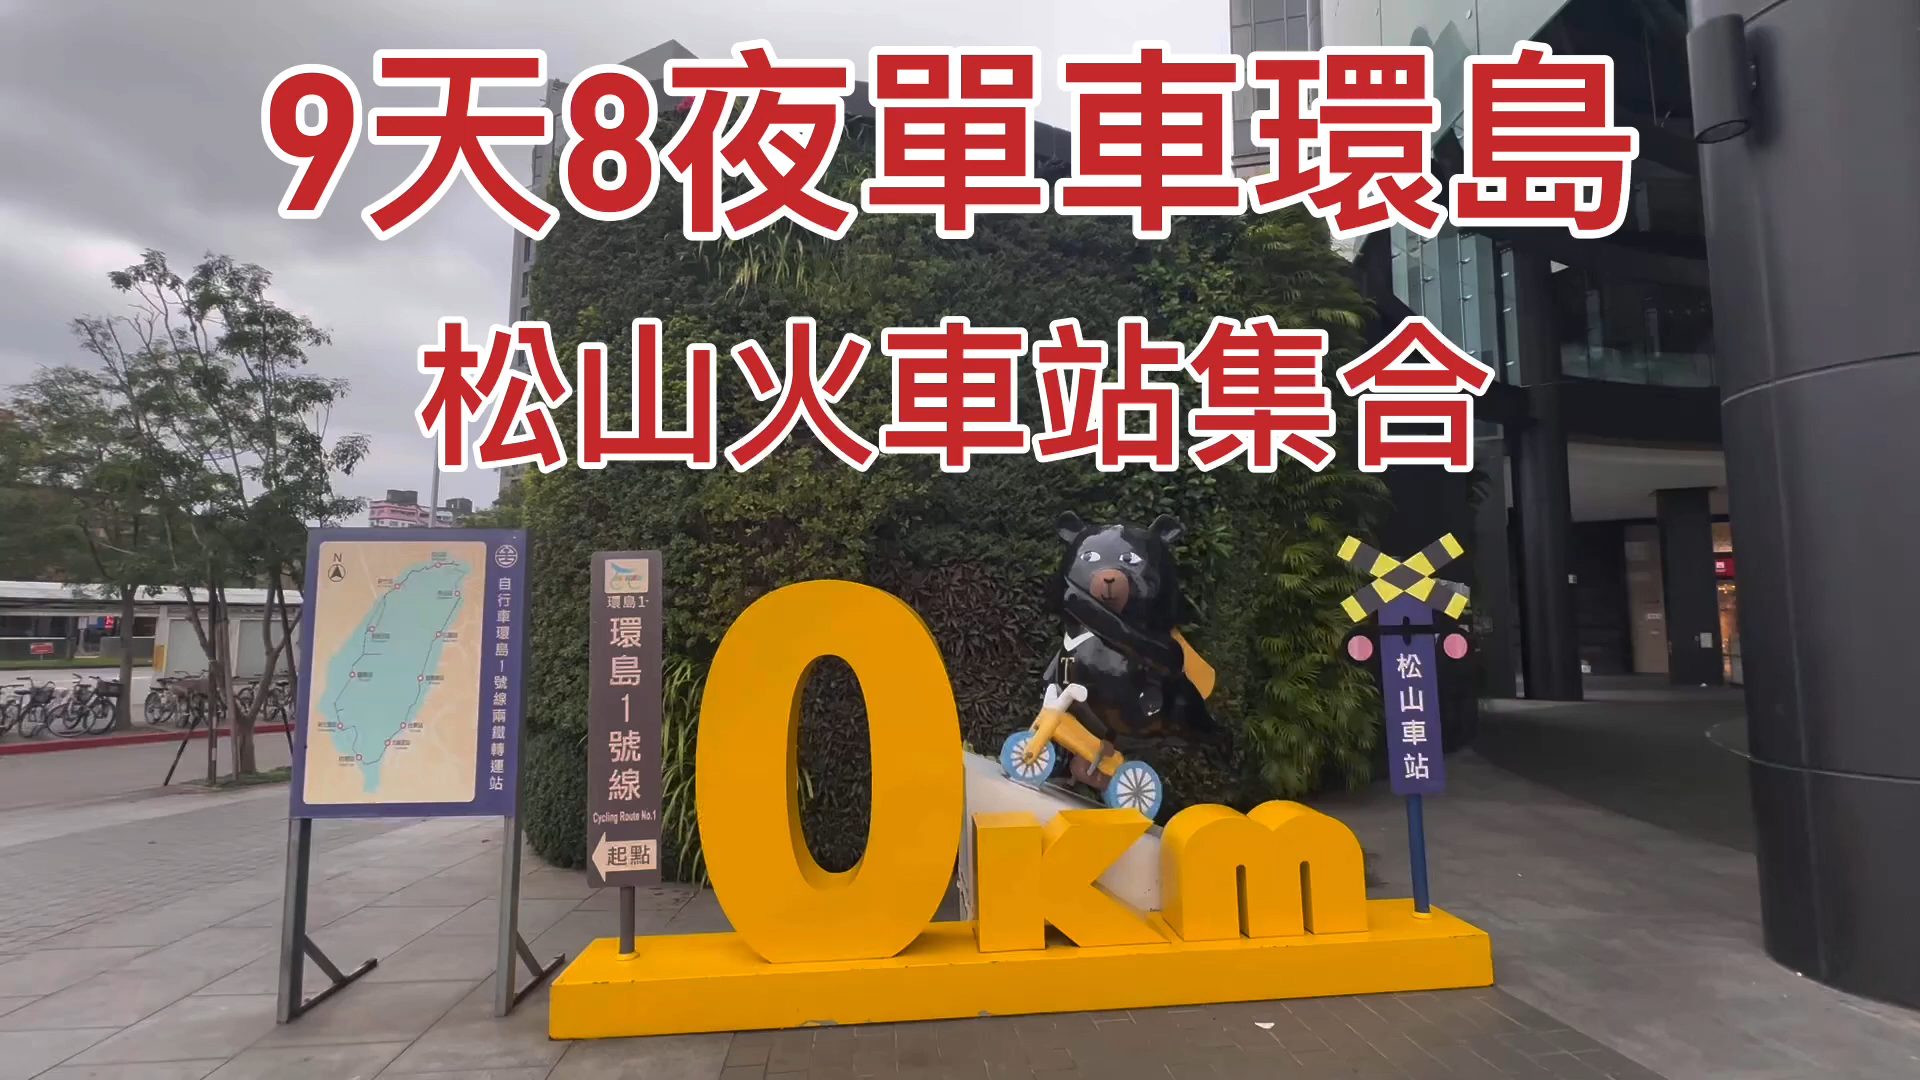 9天8夜單車環島
松山火車站集合
N
自行車環島1號線兩鐵轉運站
環島1-
環島1號線
Cycling Route No.1
起點
T
0km
松山車站